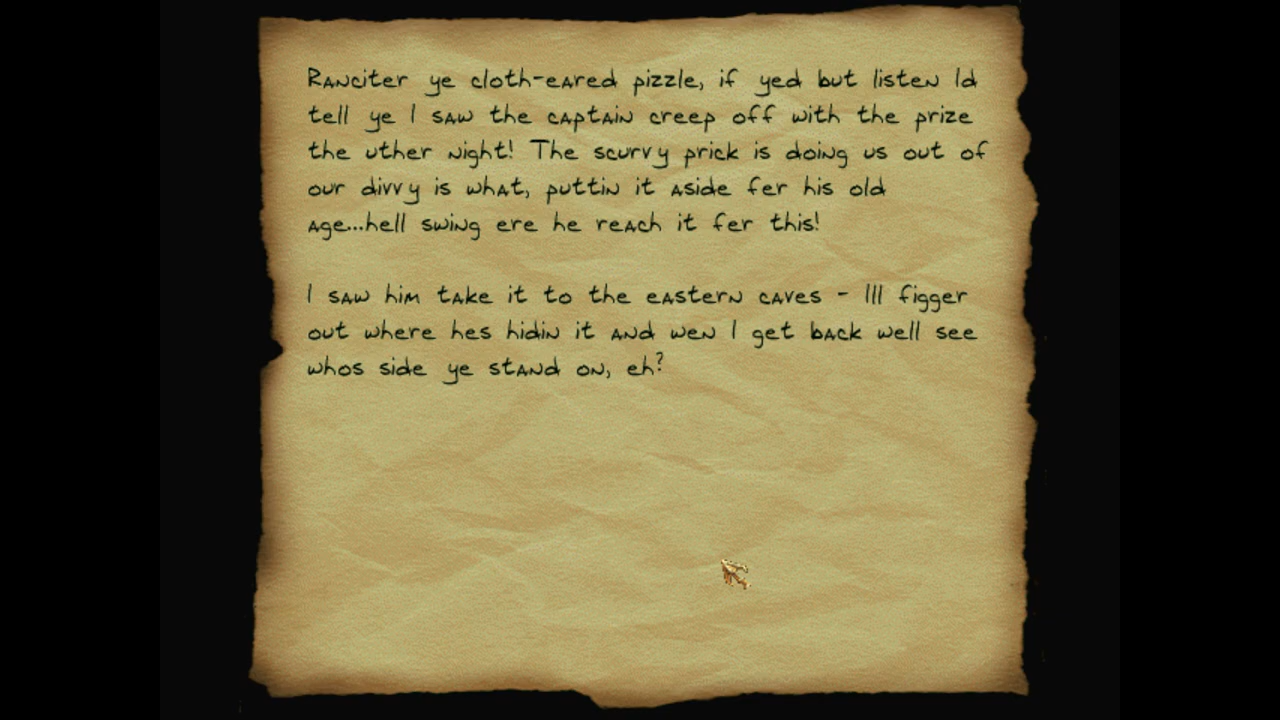 Ranciter ye cloth-eared pizzle, if yed but listen Id
tell ye I saw the captain creep off with the prize
the uther night! The scurvy prick is doing us out of
our divvy is what, puttin it aside fer his old
age...hell swing ere he reach it fer this!
I saw him take it to the eastern caves - Ill figger
out where hes hidin it and wen I get back well see
whos side ye stand on, eh?